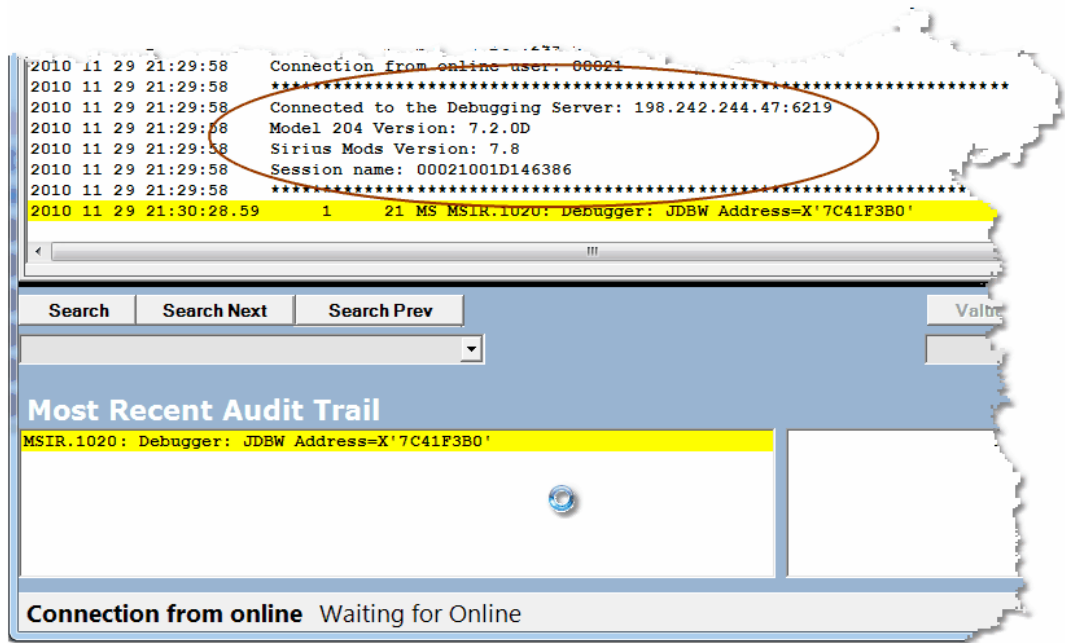 2010 11 29 21:29:58 Connection from online user: 00021
2010 11 29 21:29:58 ***********************************************************************
2010 11 29 21:29:58 Connected to the Debugging Server: 198.242.244.47:6219
2010 11 29 21:29:58 Model 204 Version: 7.2.0D
2010 11 29 21:29:58 Sirius Mods Version: 7.8
2010 11 29 21:29:58 Session name: 00021001D146386
2010 11 29 21:29:58 *******************************************************************
2010 11 29 21:30:28.59 1 21 MS MSIR.1020: Debugger: JDBW Address=X'7C41F3B0'
Search Search Next Search Prev
Most Recent Audit Trail
MSIR.1020: Debugger: JDBW Address=X'7C41F3B0'
Connection from online Waiting for Online